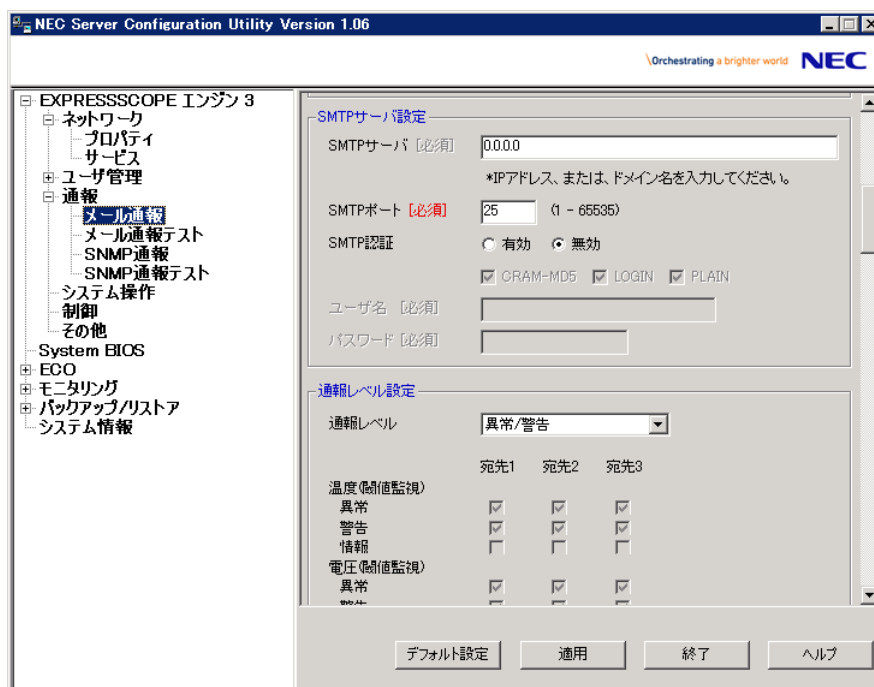 NEC Server Configuration Utility Version 1.06
\Orchestrating a brighter world NEC
EXPRESSSCOPE エンジン 3
ネットワーク
プロパティ
サービス
ユーザ管理
通報
メール通報
メール通報テスト
SNMP通報
SNMP通報テスト
システム操作
制御
その他
System BIOS
ECO
モニタリング
バックアップ/リストア
システム情報
SMTPサーバ設定
SMTPサーバ [必須] 0.0.0.0
*IPアドレス、または、ドメイン名を入力してください。
SMTPポート [必須] 25 (1 - 65535)
SMTP認証 有効 無効
CRAM-MD5 LOGIN PLAIN
ユーザ名 [必須]
パスワード [必須]
通報レベル設定
通報レベル 異常/警告
宛先1 宛先2 宛先3
温度(閾値監視)
異常
警告
情報
電圧(閾値監視)
異常
警告
デフォルト設定 適用 終了 ヘルプ